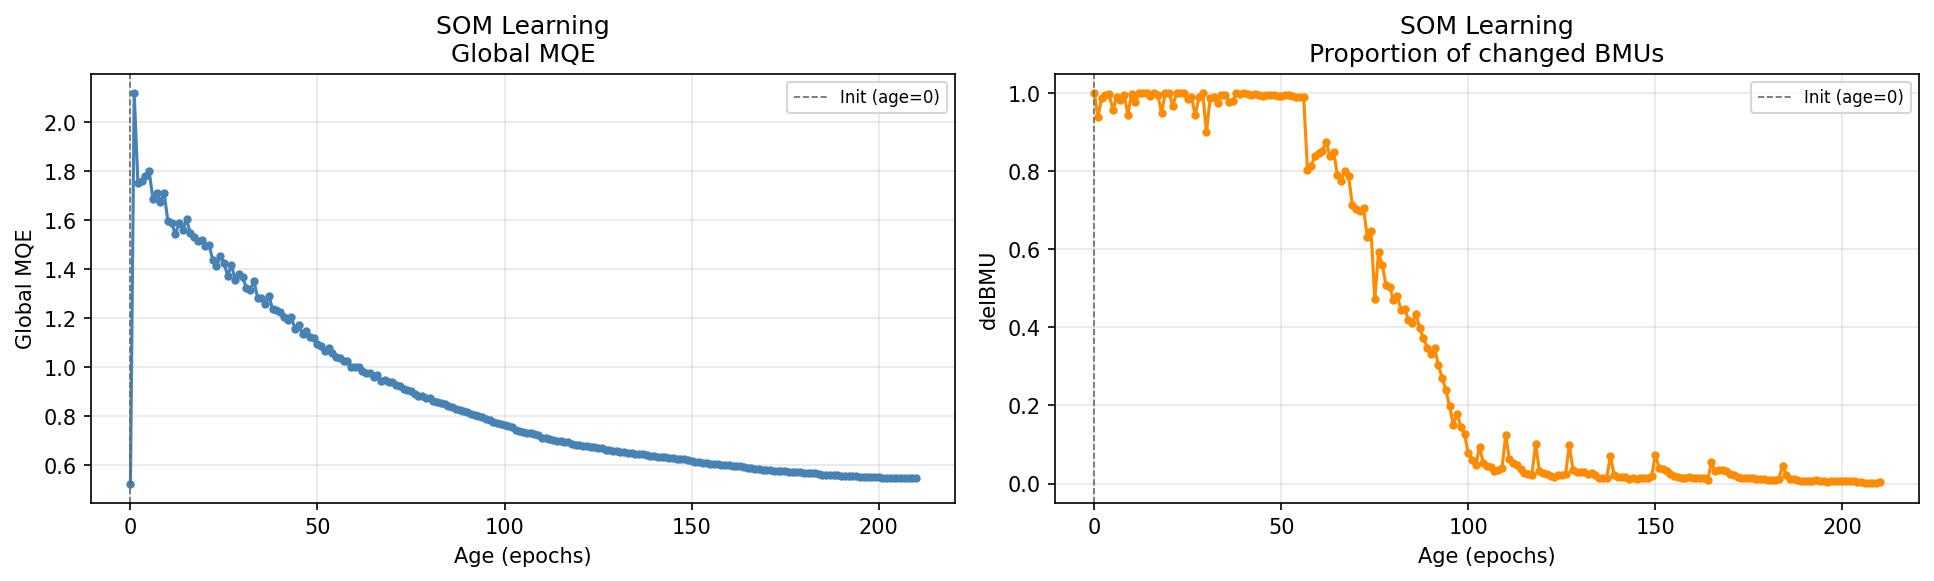 SOM Learning
Global MQE
Init (age=0)
Global MQE
2.0
1.8
1.6
1.4
1.2
1.0
0.8
0.6
0
50
100
150
200
Age (epochs)
SOM Learning
Proportion of changed BMUs
Init (age=0)
delBMU
1.0
0.8
0.6
0.4
0.2
0.0
0
50
100
150
200
Age (epochs)